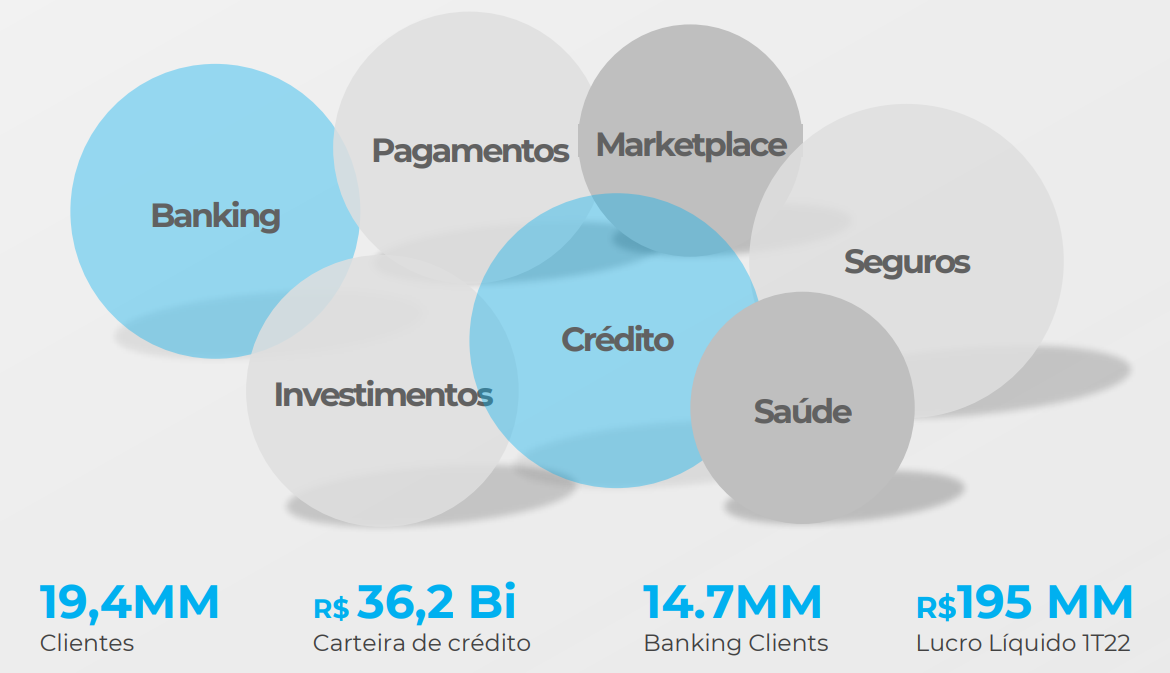 Pagamentos
Marketplace
Banking
Seguros
Crédito
Investimentos
Saúde
19,4MM
Clientes
R$ 36,2 Bi
Carteira de crédito
14.7MM
Banking Clients
R$195 MM
Lucro Líquido 1T22